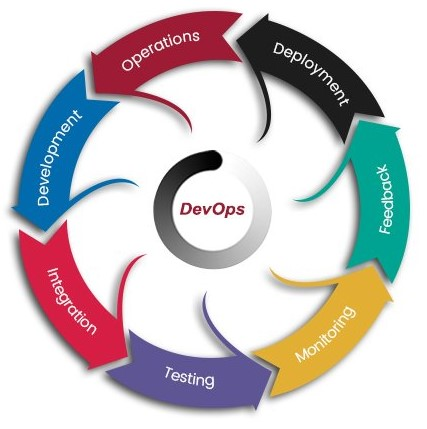 Operations
Deployment
Development
Feedback
DevOps
Integration
Monitoring
Testing